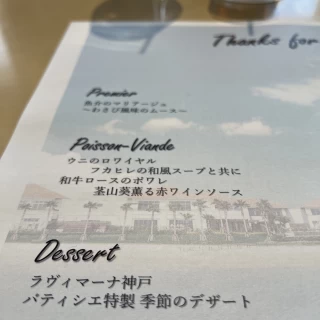 Thanks for
Premier
魚介のマリアージュ
～わさび風味のムース～
Poisson-Viande
ウニのロワイヤル
フカヒレの和風スープと共に
和牛ロースのポワレ
茎山葵薫る赤ワインソース
Dessert
ラヴィマーナ神戸
パティシエ特製 季節のデザート